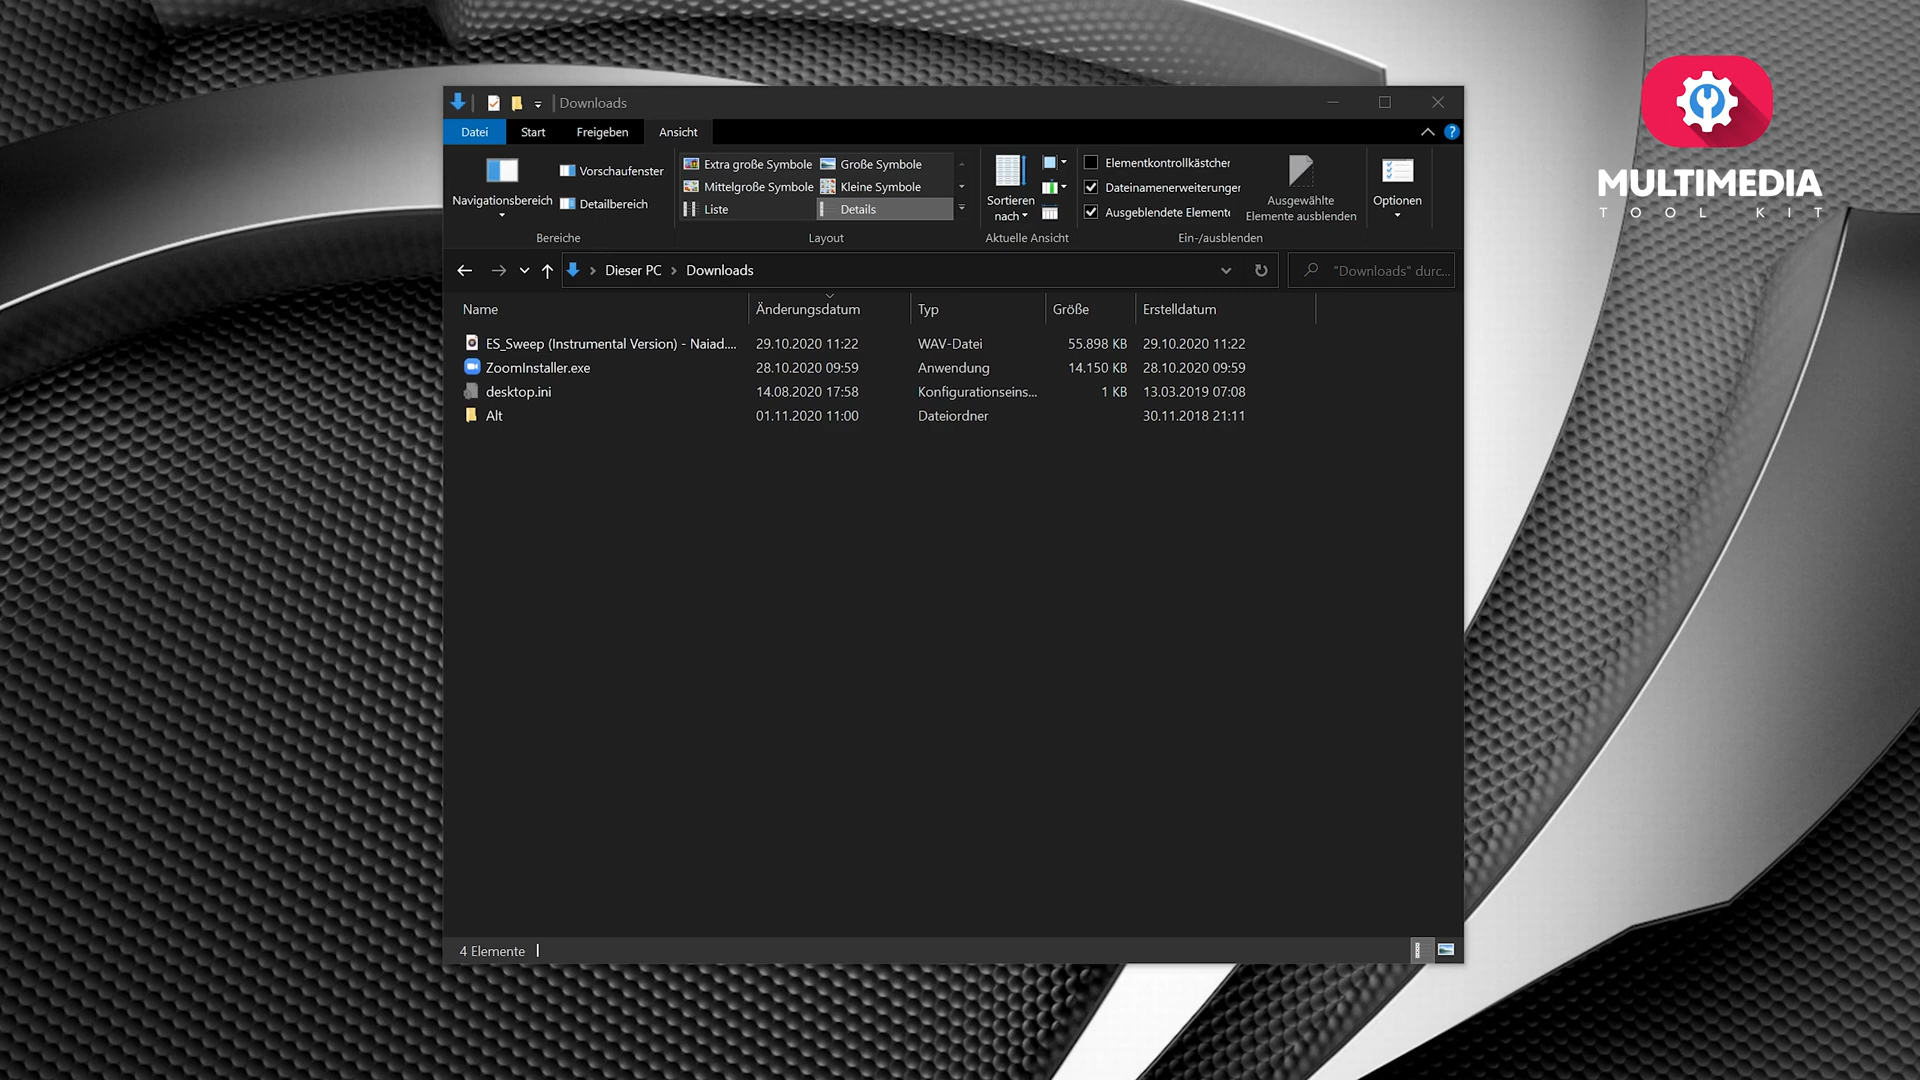 Downloads
MULTIMEDIA
TOOL KIT
Datei Start Freigeben Ansicht
Navigationsbereich
Vorschaufenster
Detailbereich
Bereiche
Extra große Symbole Große Symbole
Mittelgroße Symbole Kleine Symbole
Liste Details
Layout
Sortieren
nach
Aktuelle Ansicht
Elementkontrollkästchen
Dateinamenerweiterungen
Ausgeblendete Elemente
Ausgewählte
Elemente ausblenden
Ein-/ausblenden
Optionen
Dieser PC Downloads
"Downloads" durc...
Name Änderungsdatum Typ Größe Erstelldatum
ES_Sweep (Instrumental Version) - Naiad.... 29.10.2020 11:22 WAV-Datei 55.898 KB 29.10.2020 11:22
ZoomInstaller.exe 28.10.2020 09:59 Anwendung 14.150 KB 28.10.2020 09:59
desktop.ini 14.08.2020 17:58 Konfigurationseins... 1 KB 13.03.2019 07:08
Alt 01.11.2020 11:00 Dateiordner 30.11.2018 21:11
4 Elemente